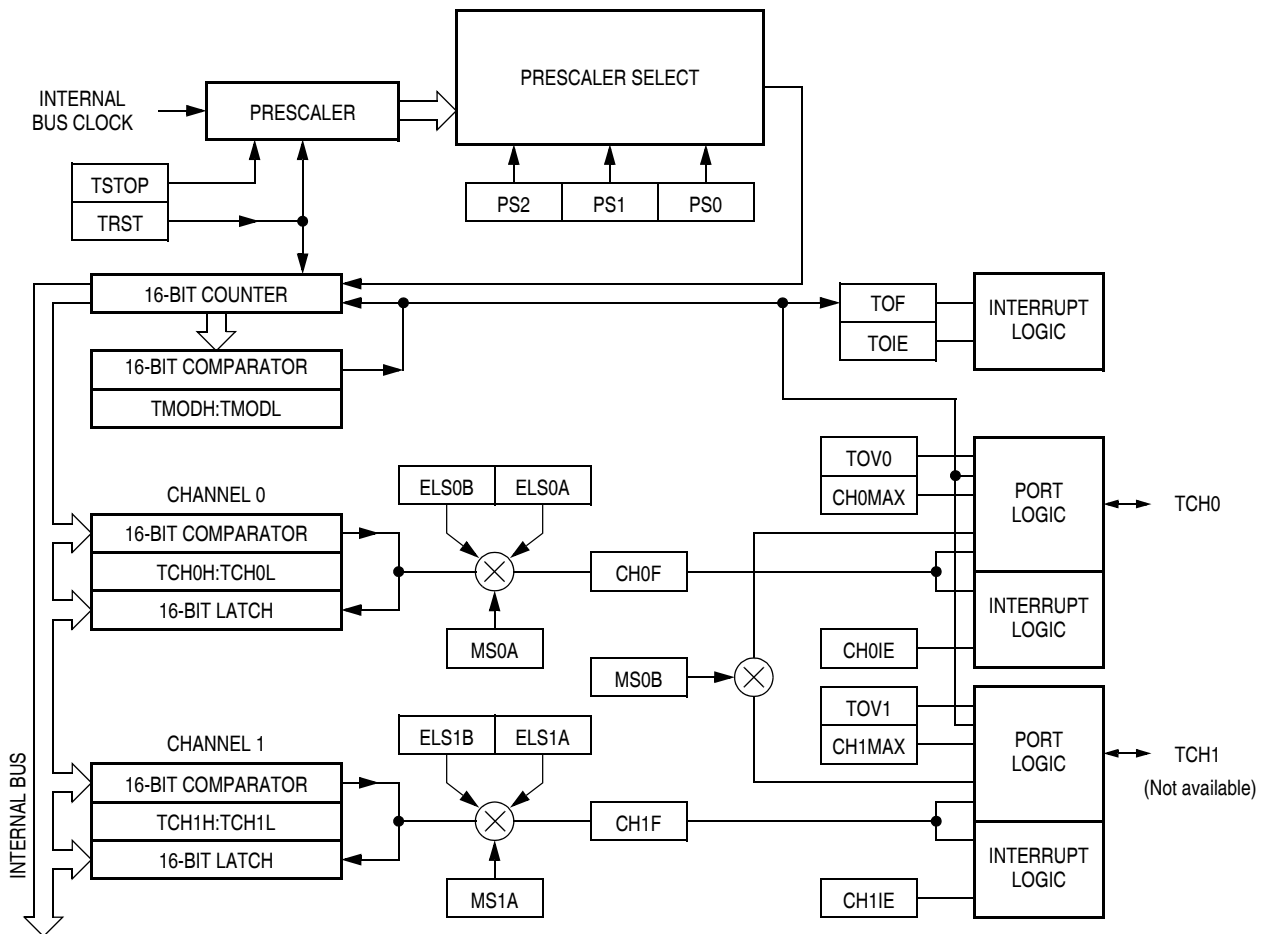 PRESCALER SELECT
INTERNAL
BUS CLOCK
PRESCALER
TSTOP
TRST
PS2
PS1
PS0
16-BIT COUNTER
TOF
TOIE
INTERRUPT
LOGIC
16-BIT COMPARATOR
TMODH:TMODL
TOV0
CH0MAX
PORT
LOGIC
TCH0
ELS0B
ELS0A
CHANNEL 0
16-BIT COMPARATOR
TCH0H:TCH0L
16-BIT LATCH
CH0F
MS0A
INTERRUPT
LOGIC
CH0IE
MS0B
TOV1
CH1MAX
PORT
LOGIC
TCH1
(Not available)
ELS1B
ELS1A
CHANNEL 1
16-BIT COMPARATOR
TCH1H:TCH1L
16-BIT LATCH
CH1F
MS1A
INTERRUPT
LOGIC
CH1IE
INTERNAL BUS